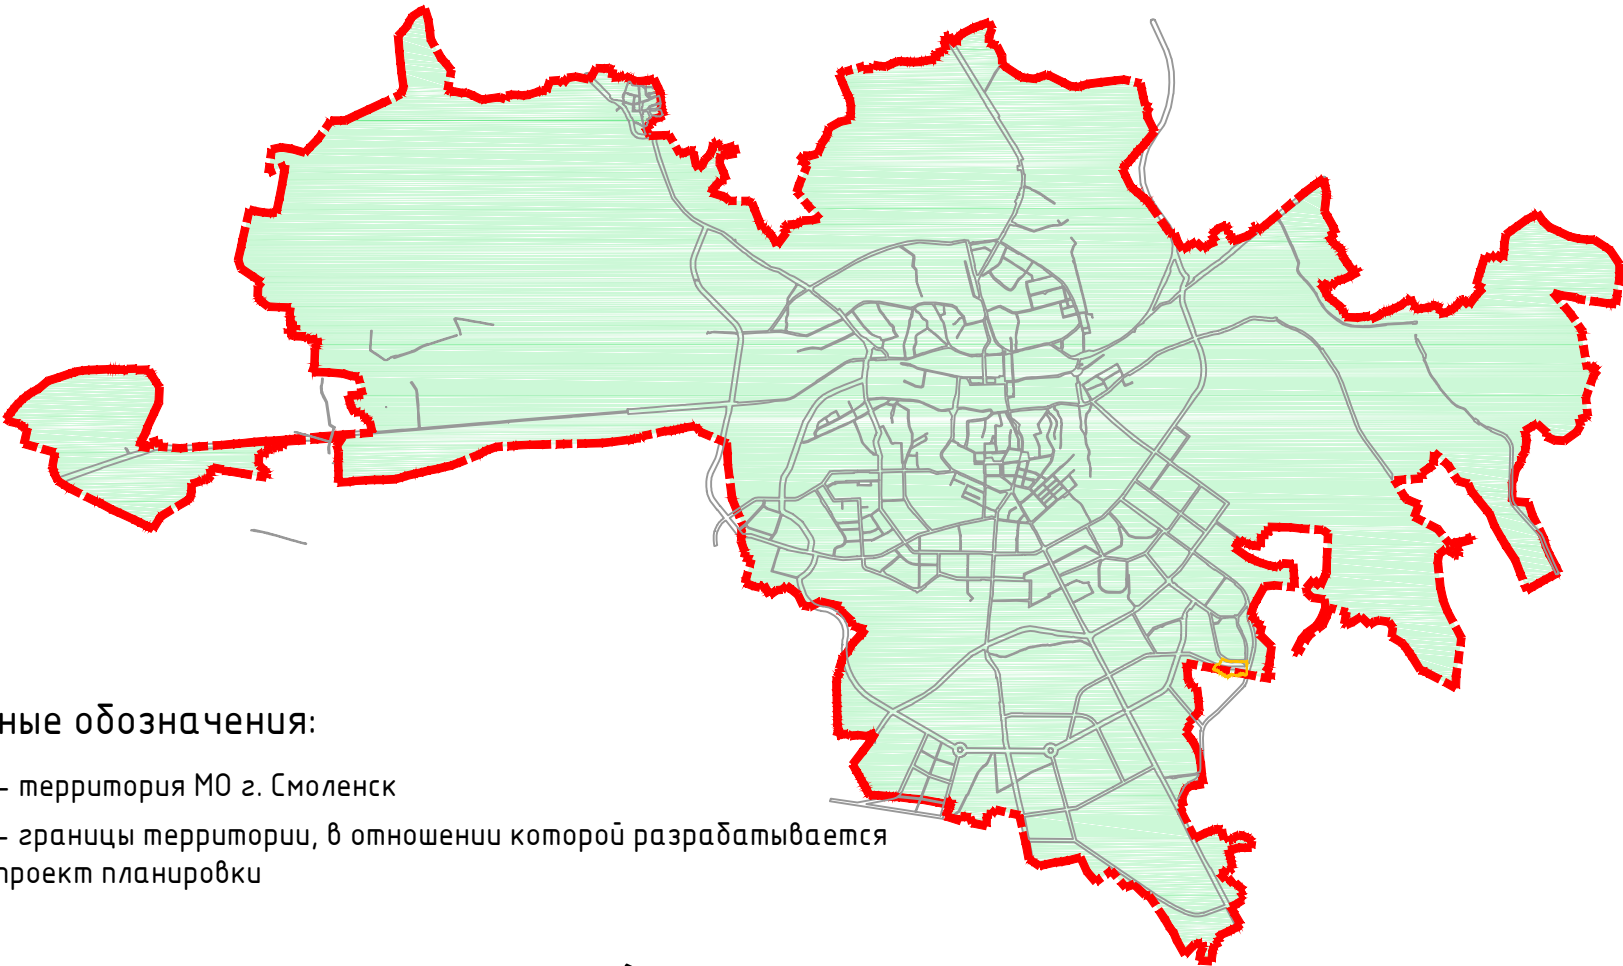 ные обозначения:
- территория МО г. Смоленск
- границы территории, в отношении которой разрабатывается
проект планировки